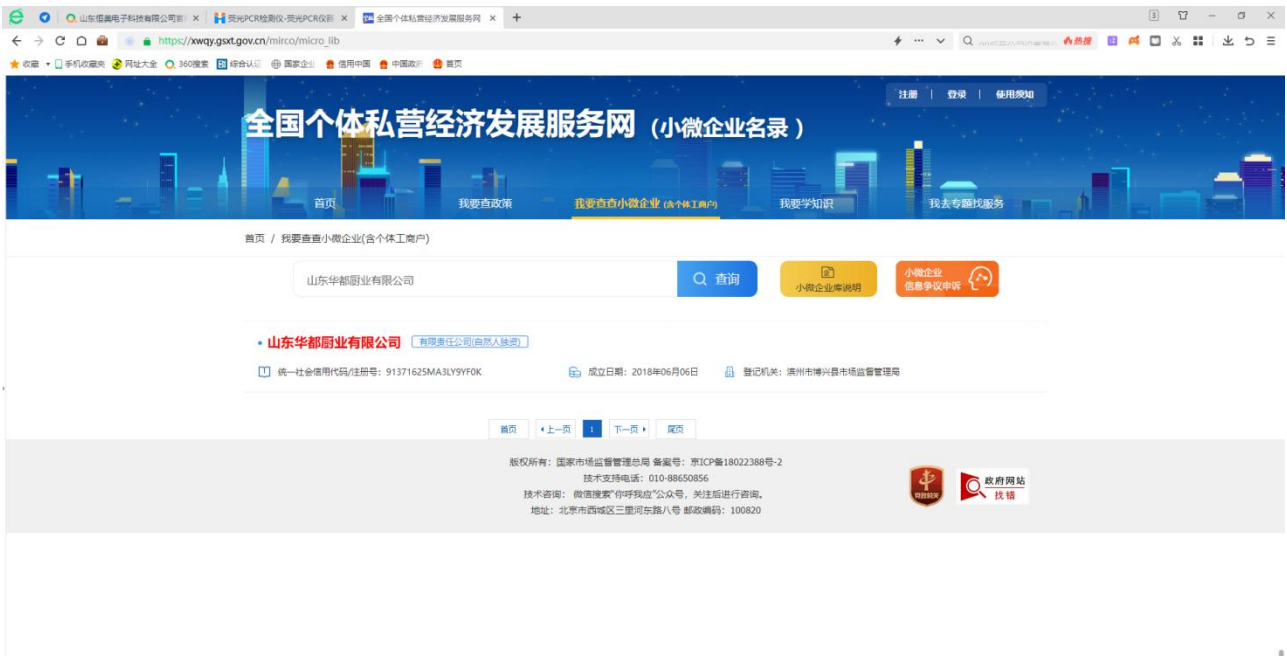 山东恒美电子科技有限公司
荧光PCR检测仪-荧光PCR仪器
全国个体私营经济发展服务网
3
https://xwqy.gsxt.gov.cn/mirco/micro_lib
热搜
收藏 手机收藏夹 网址大全 360搜索 综合认证 国家企业 信用中国 中国政府 首页
注册 | 登录 | 使用须知
全国个体私营经济发展服务网 (小微企业名录 )
首页 我要查政策 我要查查小微企业 (含个体工商户) 我要学知识 我去专题找服务
首页 / 我要查查小微企业(含个体工商户)
山东华都厨业有限公司 查询 小微企业库说明 小微企业
信息争议申诉
山东华都厨业有限公司 有限责任公司(自然人独资)
统一社会信用代码/注册号：91371625MA3LY9YF0K 成立日期：2018年06月06日 登记机关：滨州市博兴县市场监督管理局
首页 上一页 1 下一页 尾页
版权所有：国家市场监督管理总局 备案号：京ICP备18022388号-2
技术支持电话：010-88650856
技术咨询： 微信搜索"你呼我应"公众号，关注后进行咨询。
地址：北京市西城区三里河东路八号 邮政编码：100820
党政机关
政府网站
找错